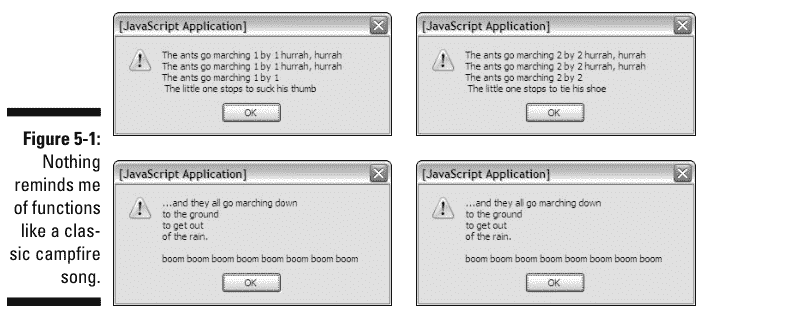 [JavaScript Application]
The ants go marching 1 by 1 hurrah, hurrah
The ants go marching 1 by 1 hurrah, hurrah
The ants go marching 1 by 1
The little one stops to suck his thumb
OK
[JavaScript Application]
The ants go marching 2 by 2 hurrah, hurrah
The ants go marching 2 by 2 hurrah, hurrah
The ants go marching 2 by 2
The little one stops to tie his shoe
OK
Figure 5-1:
Nothing
reminds me
of functions
like a clas-
sic campfire
song.
[JavaScript Application]
...and they all go marching down
to the ground
to get out
of the rain.
boom boom boom boom boom boom boom boom
OK
[JavaScript Application]
...and they all go marching down
to the ground
to get out
of the rain.
boom boom boom boom boom boom boom boom
OK